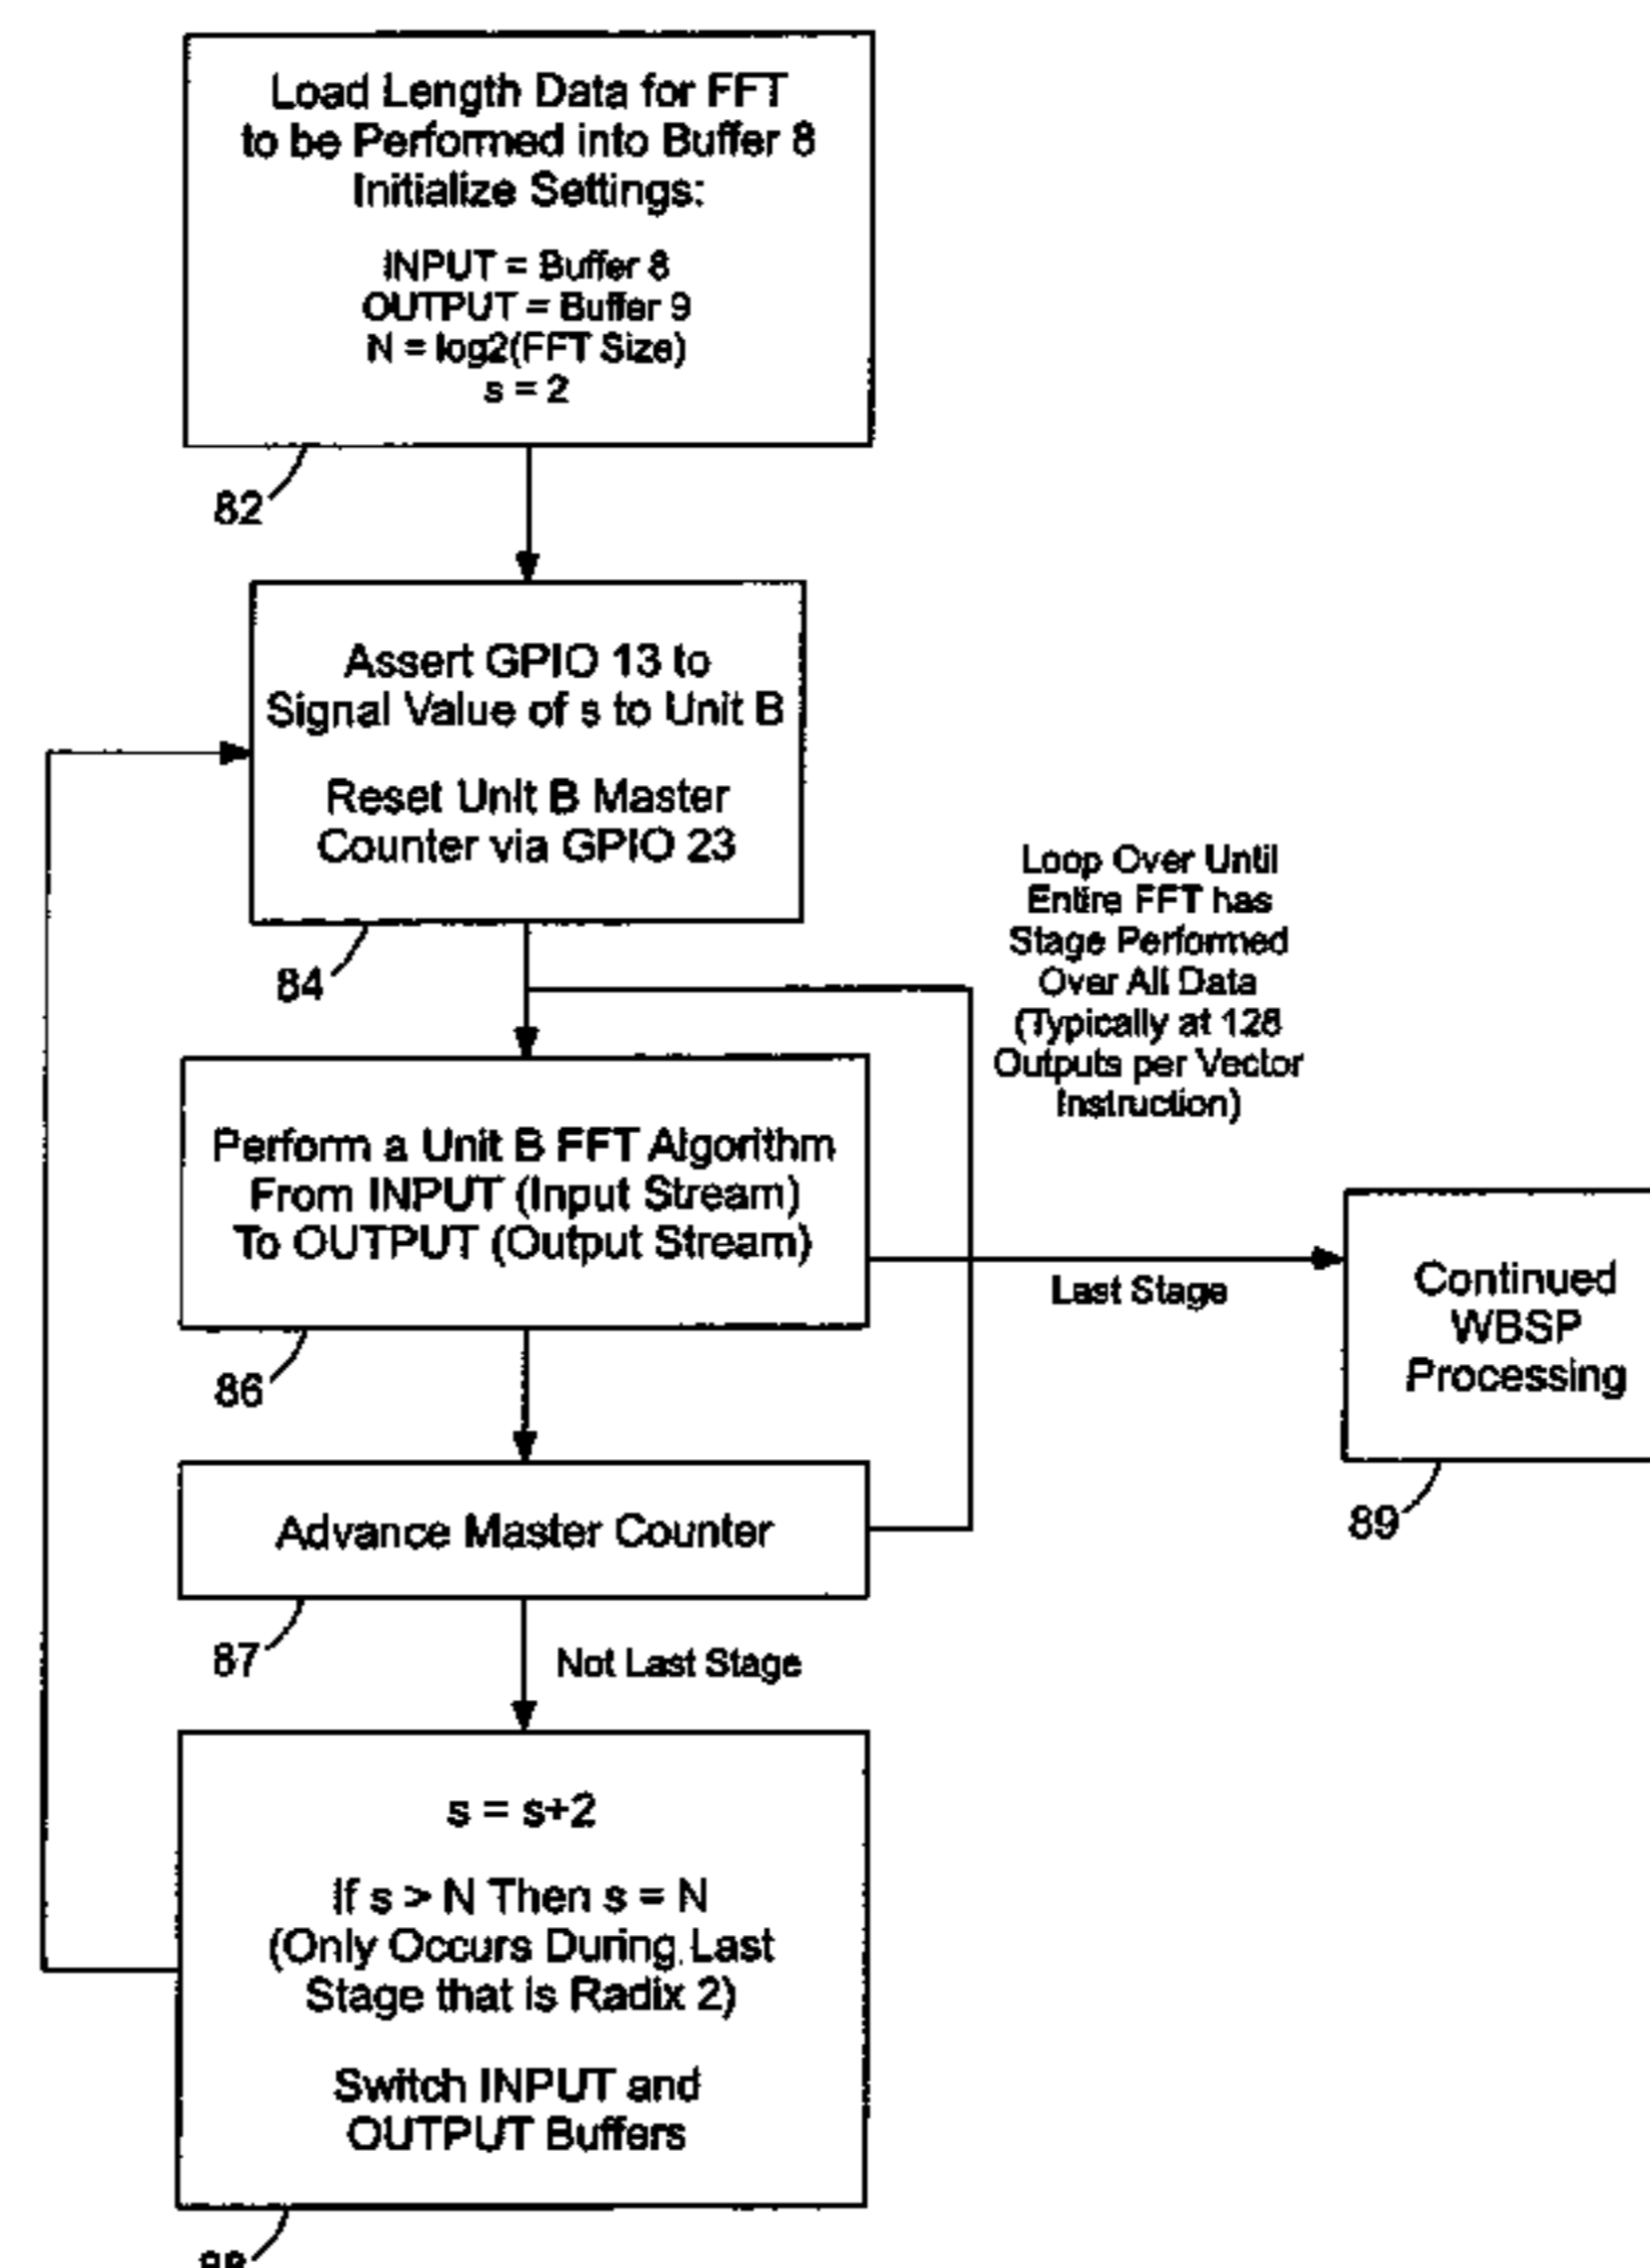 Load Length Data for FFT
to be Performed into Buffer 8
Initialize Settings:
INPUT = Buffer 8
OUTPUT = Buffer 9
N = log2(FFT Size)
s = 2
82
Assert GPIO 13 to
Signal Value of s to Unit B
Reset Unit B Master
Counter via GPIO 23
84
Loop Over Until
Entire FFT has
Stage Performed
Over All Data
(Typically at 128
Outputs per Vector
Instruction)
Perform a Unit B FFT Algorithm
From INPUT (Input Stream)
To OUTPUT (Output Stream)
86
Last Stage
Continued
WBSP
Processing
89
Advance Master Counter
87
Not Last Stage
s = s+2
If s > N Then s = N
(Only Occurs During Last
Stage that is Radix 2)
Switch INPUT and
OUTPUT Buffers